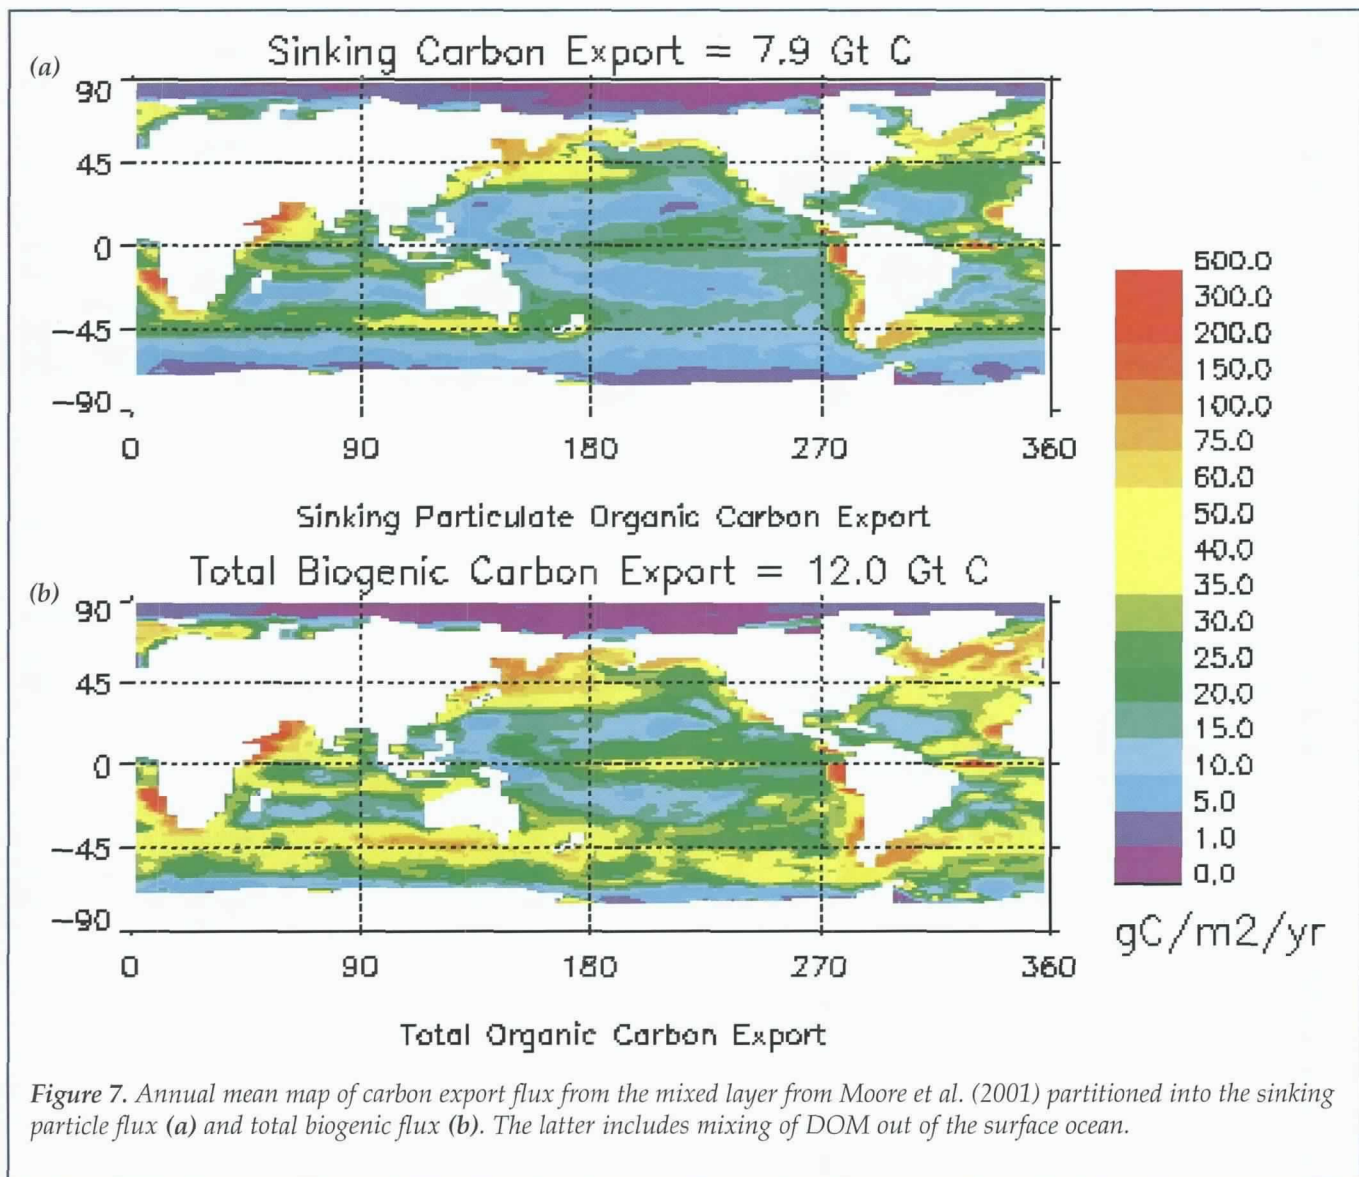 (a)
Sinking Carbon Export = 7.9 Gt C
90
45
0
−45
−90
0 90 180 270 360
Sinking Particulate Organic Carbon Export
(b)
Total Biogenic Carbon Export = 12.0 Gt C
90
45
0
−45
−90
0 90 180 270 360
Total Organic Carbon Export
500.0
300.0
200.0
150.0
100.0
75.0
60.0
50.0
40.0
35.0
30.0
25.0
20.0
15.0
10.0
5.0
1.0
0.0
gC/m2/yr
Figure 7. Annual mean map of carbon export flux from the mixed layer from Moore et al. (2001) partitioned into the sinking
particle flux (a) and total biogenic flux (b). The latter includes mixing of DOM out of the surface ocean.